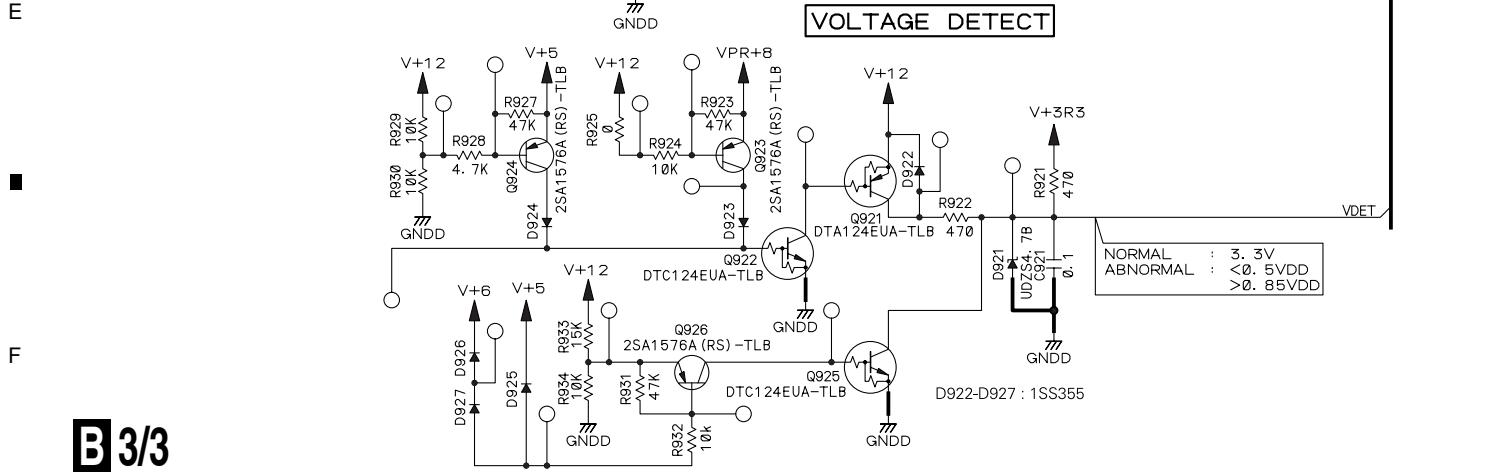 E
GNDD
VOLTAGE DETECT
V+12
V+5
V+12
VPR+8
V+12
V+3R3
R929
10K
R928
4.7K
R927
47K
R930
10K
GNDD
Q924
2SA1576A(RS)-TLB
D924
R925
0
R924
10K
R923
47K
Q923
2SA1576A(RS)-TLB
D923
Q922
DTC124EUA-TLB
GNDD
Q921
DTA124EUA-TLB
D922
R922
470
R921
470
D921
UDZS4.7B
C921
0.1
GNDD
VDET
NORMAL : 3.3V
ABNORMAL : <0.5VDD
>0.85VDD
F
V+6
V+5
V+12
D926
D927
D925
R933
15K
R934
10K
GNDD
R931
47K
Q926
2SA1576A(RS)-TLB
R932
10k
Q925
DTC124EUA-TLB
GNDD
D922-D927 : 1SS355
B 3/3